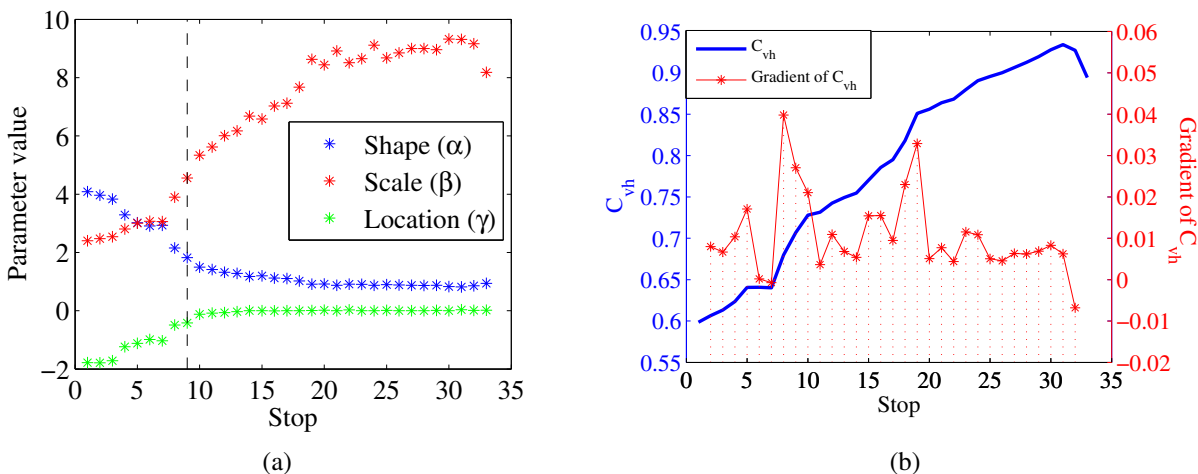 10
8
6
4
2
0
−2
Parameter value
Shape (α)
Scale (β)
Location (γ)
0 5 10 15 20 25 30 35
Stop
(a)
0.95
0.9
0.85
0.8
0.75
0.7
0.65
0.6
0.55
C_vh
C_vh
Gradient of C_vh
0.06
0.05
0.04
0.03
0.02
0.01
0
−0.01
−0.02
Gradient of C_vh
0 5 10 15 20 25 30 35
Stop
(b)